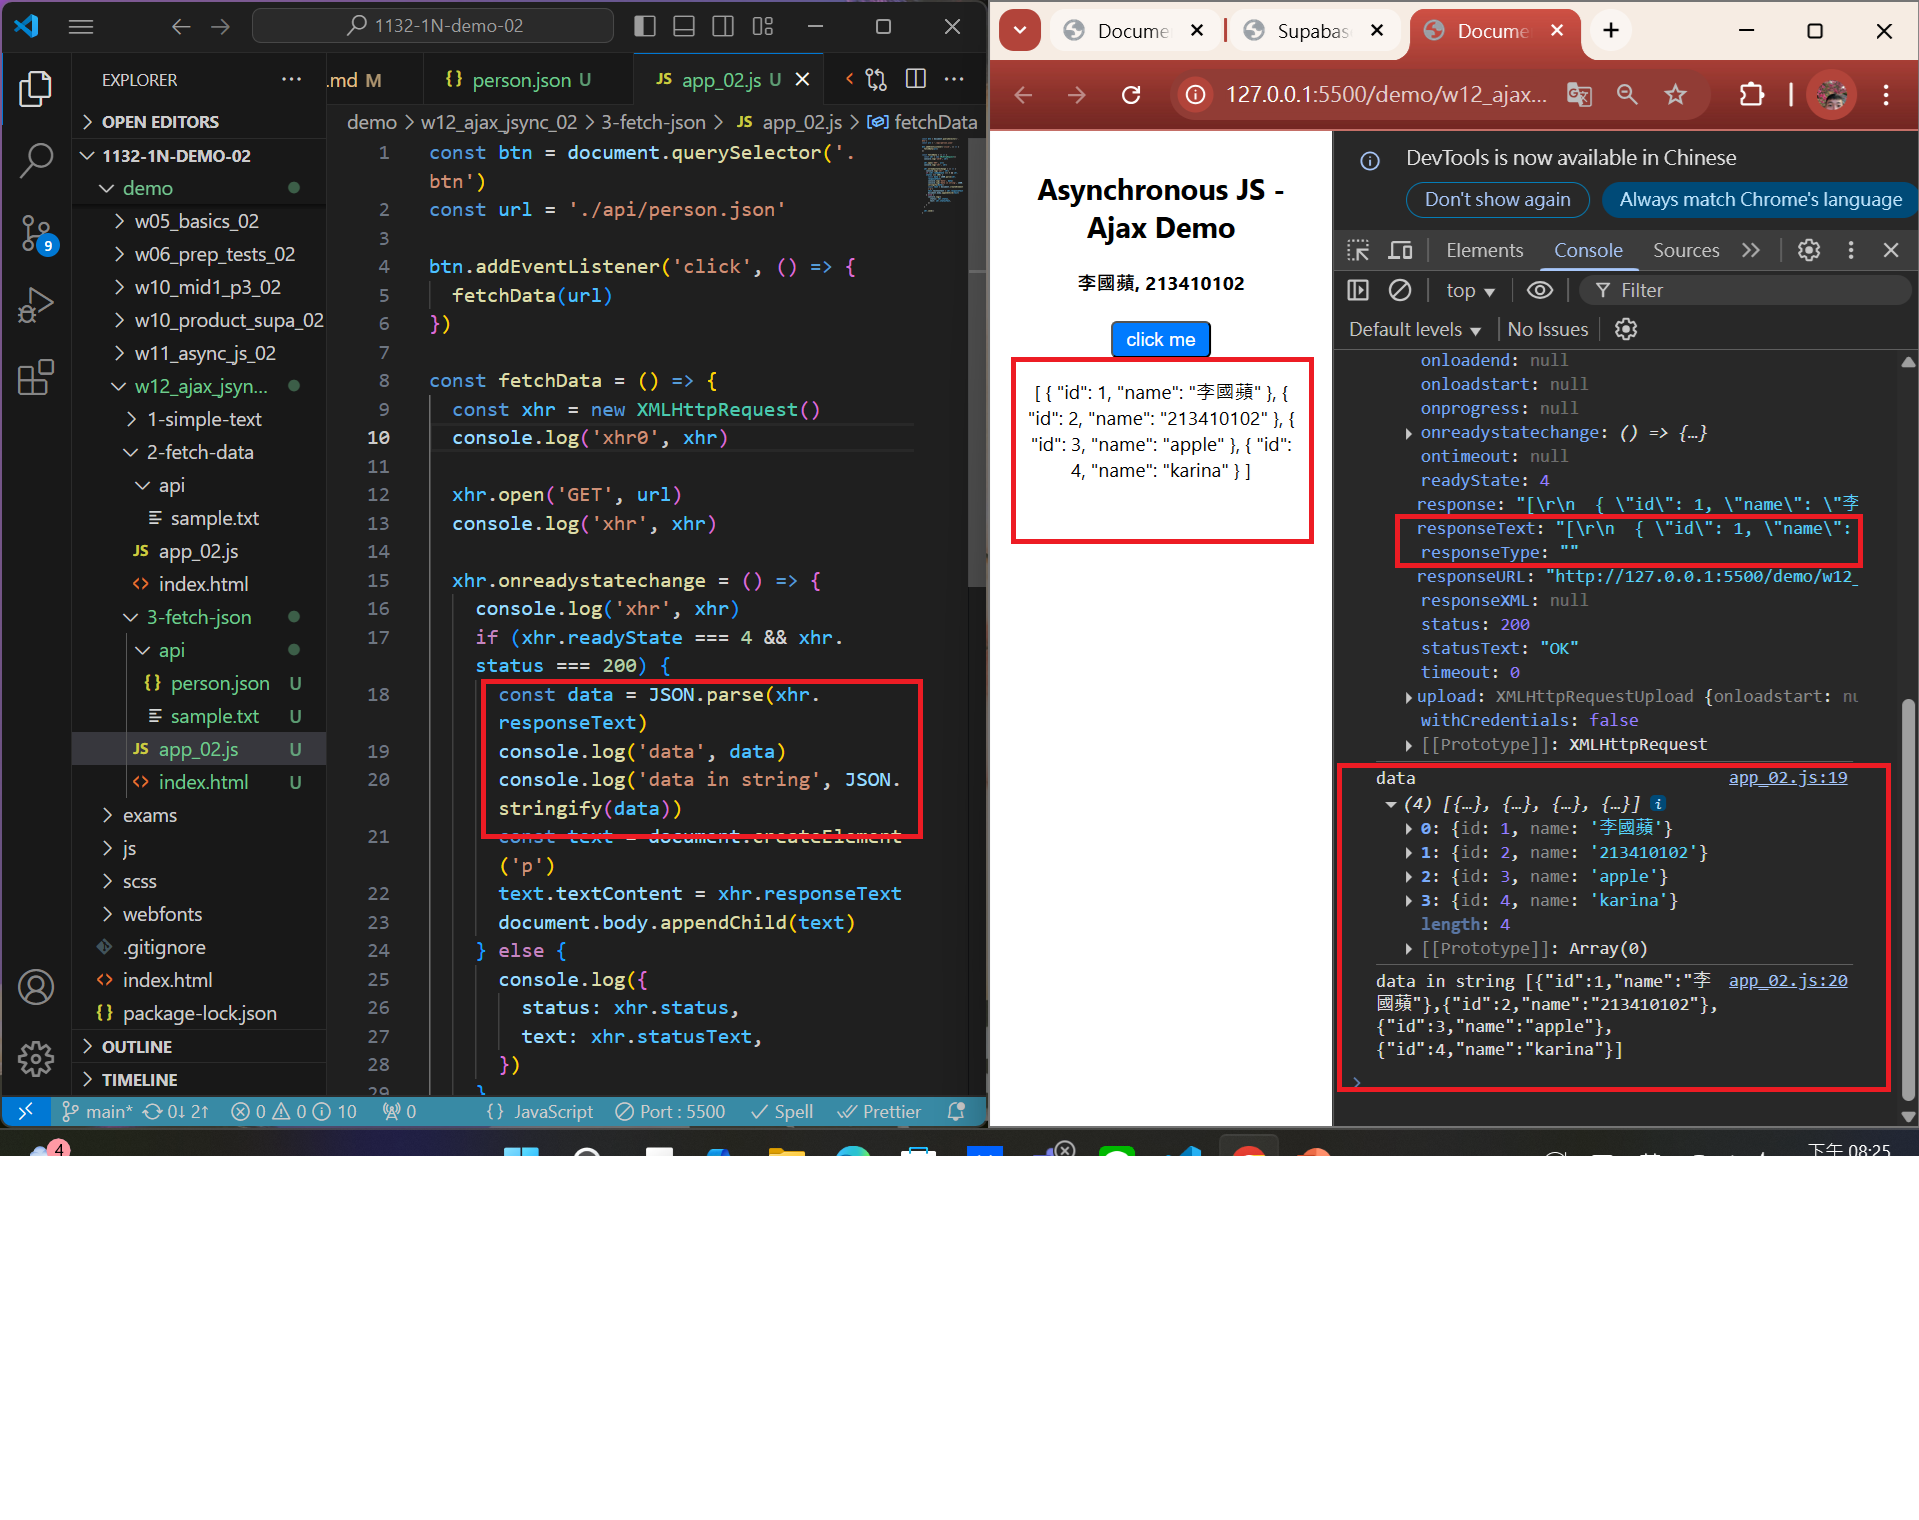 1132-1N-demo-02
EXPLORER
OPEN EDITORS
1132-1N-DEMO-02
demo
w05_basics_02
w06_prep_tests_02
w10_mid1_p3_02
w10_product_supa_02
w11_async_js_02
w12_ajax_jsyn...
1-simple-text
2-fetch-data
api
sample.txt
JS app_02.js
<> index.html
3-fetch-json
api
{} person.json U
sample.txt U
JS app_02.js U
<> index.html U
exams
js
scss
webfonts
.gitignore
<> index.html
{} package-lock.json
OUTLINE
TIMELINE
9
.md M
{} person.json U
JS app_02.js U
demo > w12_ajax_jsync_02 > 3-fetch-json > JS app_02.js > fetchData
1 const btn = document.querySelector('.
btn')
2 const url = './api/person.json'
3
4 btn.addEventListener('click', () => {
5 fetchData(url)
6 })
7
8 const fetchData = () => {
9 const xhr = new XMLHttpRequest()
10 console.log('xhr0', xhr)
11
12 xhr.open('GET', url)
13 console.log('xhr', xhr)
14
15 xhr.onreadystatechange = () => {
16 console.log('xhr', xhr)
17 if (xhr.readyState === 4 && xhr.
status === 200) {
18 const data = JSON.parse(xhr.
responseText)
19 console.log('data', data)
20 console.log('data in string', JSON.
stringify(data))
21 const text = document.createElement
('p')
22 text.textContent = xhr.responseText
23 document.body.appendChild(text)
24 } else {
25 console.log({
26 status: xhr.status,
27 text: xhr.statusText,
28 })
29 }
main* 0↓ 2↑ 0 0 10 0 {} JavaScript Port : 5500 Spell Prettier
Docume
Supabas
Docume
127.0.0.1:5500/demo/w12_ajax...
Asynchronous JS -
Ajax Demo
李國蘋, 213410102
click me
[ { "id": 1, "name": "李國蘋" }, {
"id": 2, "name": "213410102" }, {
"id": 3, "name": "apple" }, { "id":
4, "name": "karina" } ]
DevTools is now available in Chinese
Don't show again
Always match Chrome's language
Elements Console Sources
top
Filter
Default levels No Issues
onloadend: null
onloadstart: null
onprogress: null
onreadystatechange: () => {…}
ontimeout: null
readyState: 4
response: "[\r\n { \"id\": 1, \"name\": \"李
responseText: "[\r\n { \"id\": 1, \"name\":
responseType: ""
responseURL: "http://127.0.0.1:5500/demo/w12_
responseXML: null
status: 200
statusText: "OK"
timeout: 0
upload: XMLHttpRequestUpload {onloadstart: nu
withCredentials: false
[[Prototype]]: XMLHttpRequest
data app_02.js:19
(4) [{…}, {…}, {…}, {…}] i
0: {id: 1, name: '李國蘋'}
1: {id: 2, name: '213410102'}
2: {id: 3, name: 'apple'}
3: {id: 4, name: 'karina'}
length: 4
[[Prototype]]: Array(0)
data in string [{"id":1,"name":"李 app_02.js:20
國蘋"},{"id":2,"name":"213410102"},
{"id":3,"name":"apple"},
{"id":4,"name":"karina"}]
4
下午 08:25